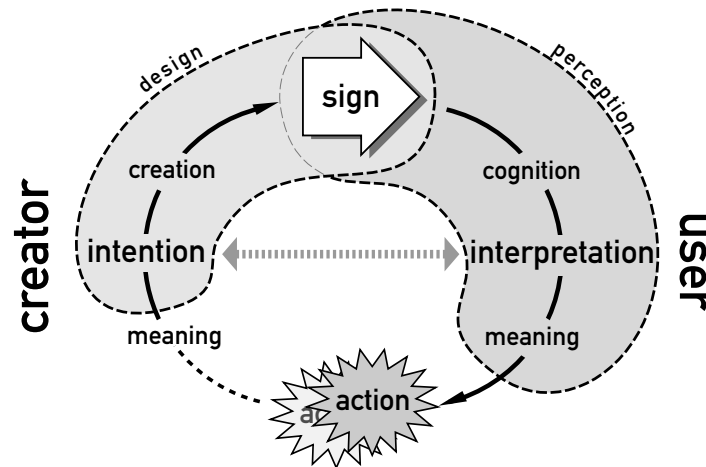 design
perception
sign
creation
cognition
creator
user
intention
interpretation
meaning
meaning
action